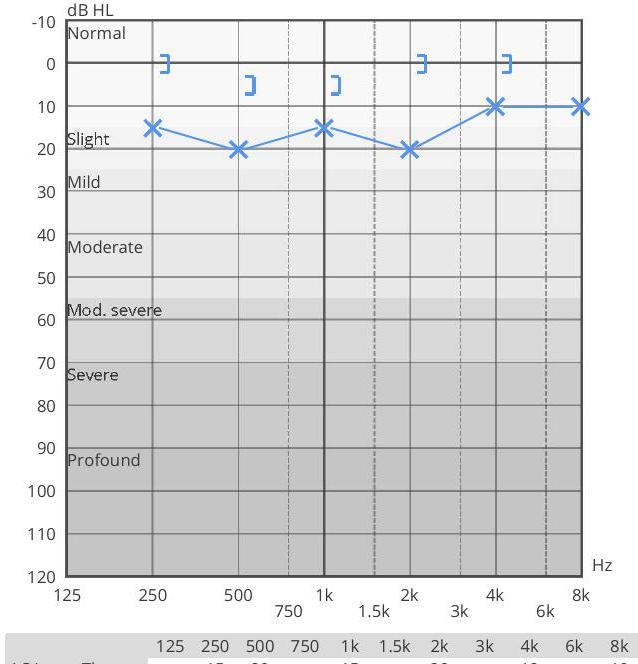 dB HL
-10
Normal
0
10
Slight
20
Mild
30
40
Moderate
50
Mod. severe
60
70
Severe
80
90
Profound
100
110
120
Hz
125 250 500 1k 2k 4k 8k
750 1.5k 3k 6k
125 250 500 750 1k 1.5k 2k 3k 4k 6k 8k